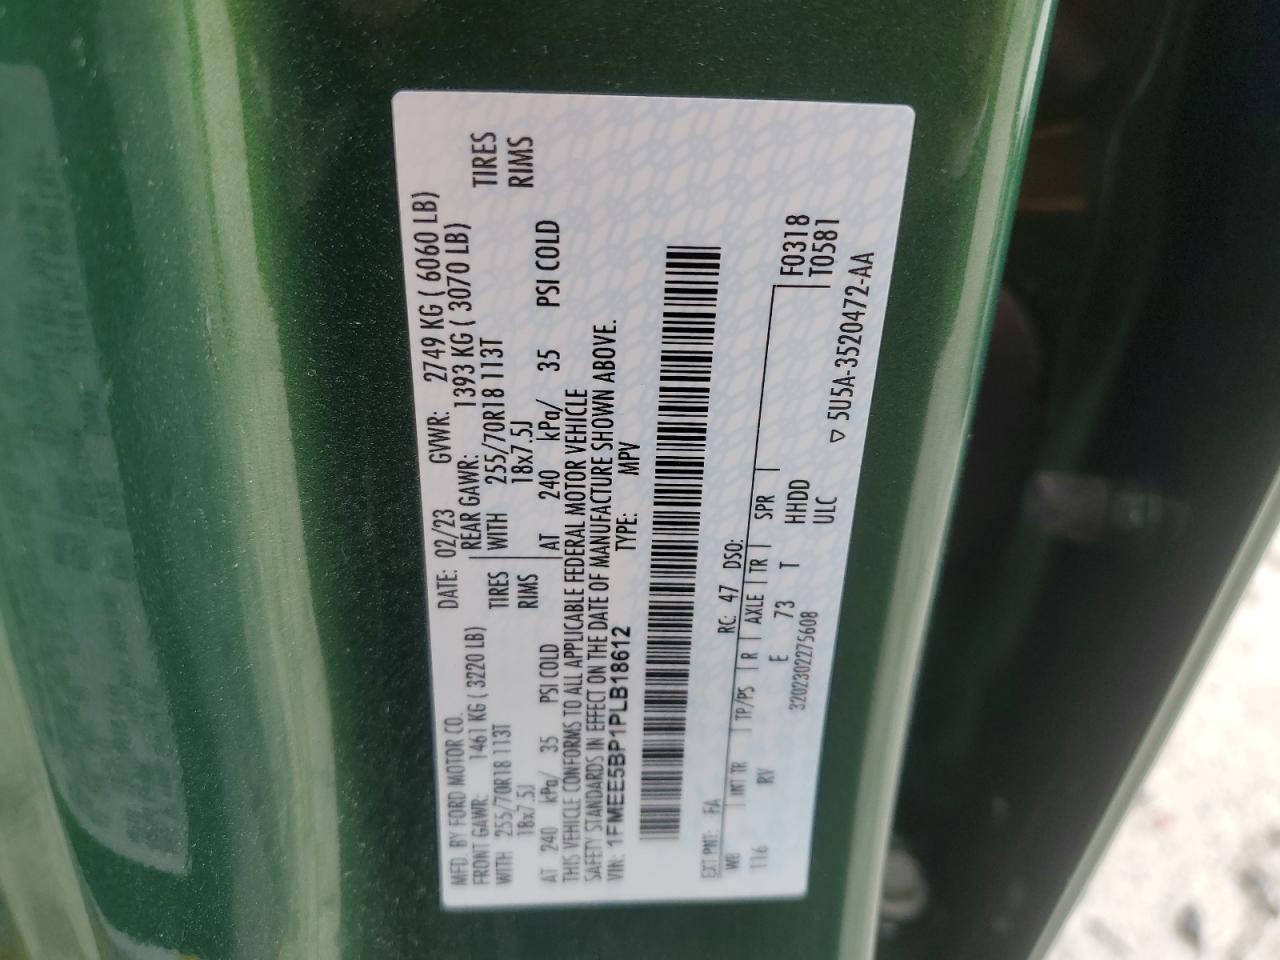 MFD. BY FORD MOTOR CO.
DATE: 02/23 GVWR: 2749 KG ( 6060 LB)
FRONT GAWR: 1461 KG ( 3220 LB) REAR GAWR: 1393 KG ( 3070 LB)
WITH 255/70R18 113T TIRES WITH 255/70R18 113T TIRES
18x7.5J RIMS 18x7.5J RIMS
AT 240 kPa/ 35 PSI COLD AT 240 kPa/ 35 PSI COLD
THIS VEHICLE CONFORMS TO ALL APPLICABLE FEDERAL MOTOR VEHICLE
SAFETY STANDARDS IN EFFECT ON THE DATE OF MANUFACTURE SHOWN ABOVE.
VIN: 1FMEE5BP1PLB18612 TYPE: MPV
EXT PNT: FA RC: 47 DSO:
WB INT TR TP/PS R AXLE TR SPR F0318
116 RV E 73 T HHDD T0581
3202302275608 ULC
▽ 5U5A-3520472-AA